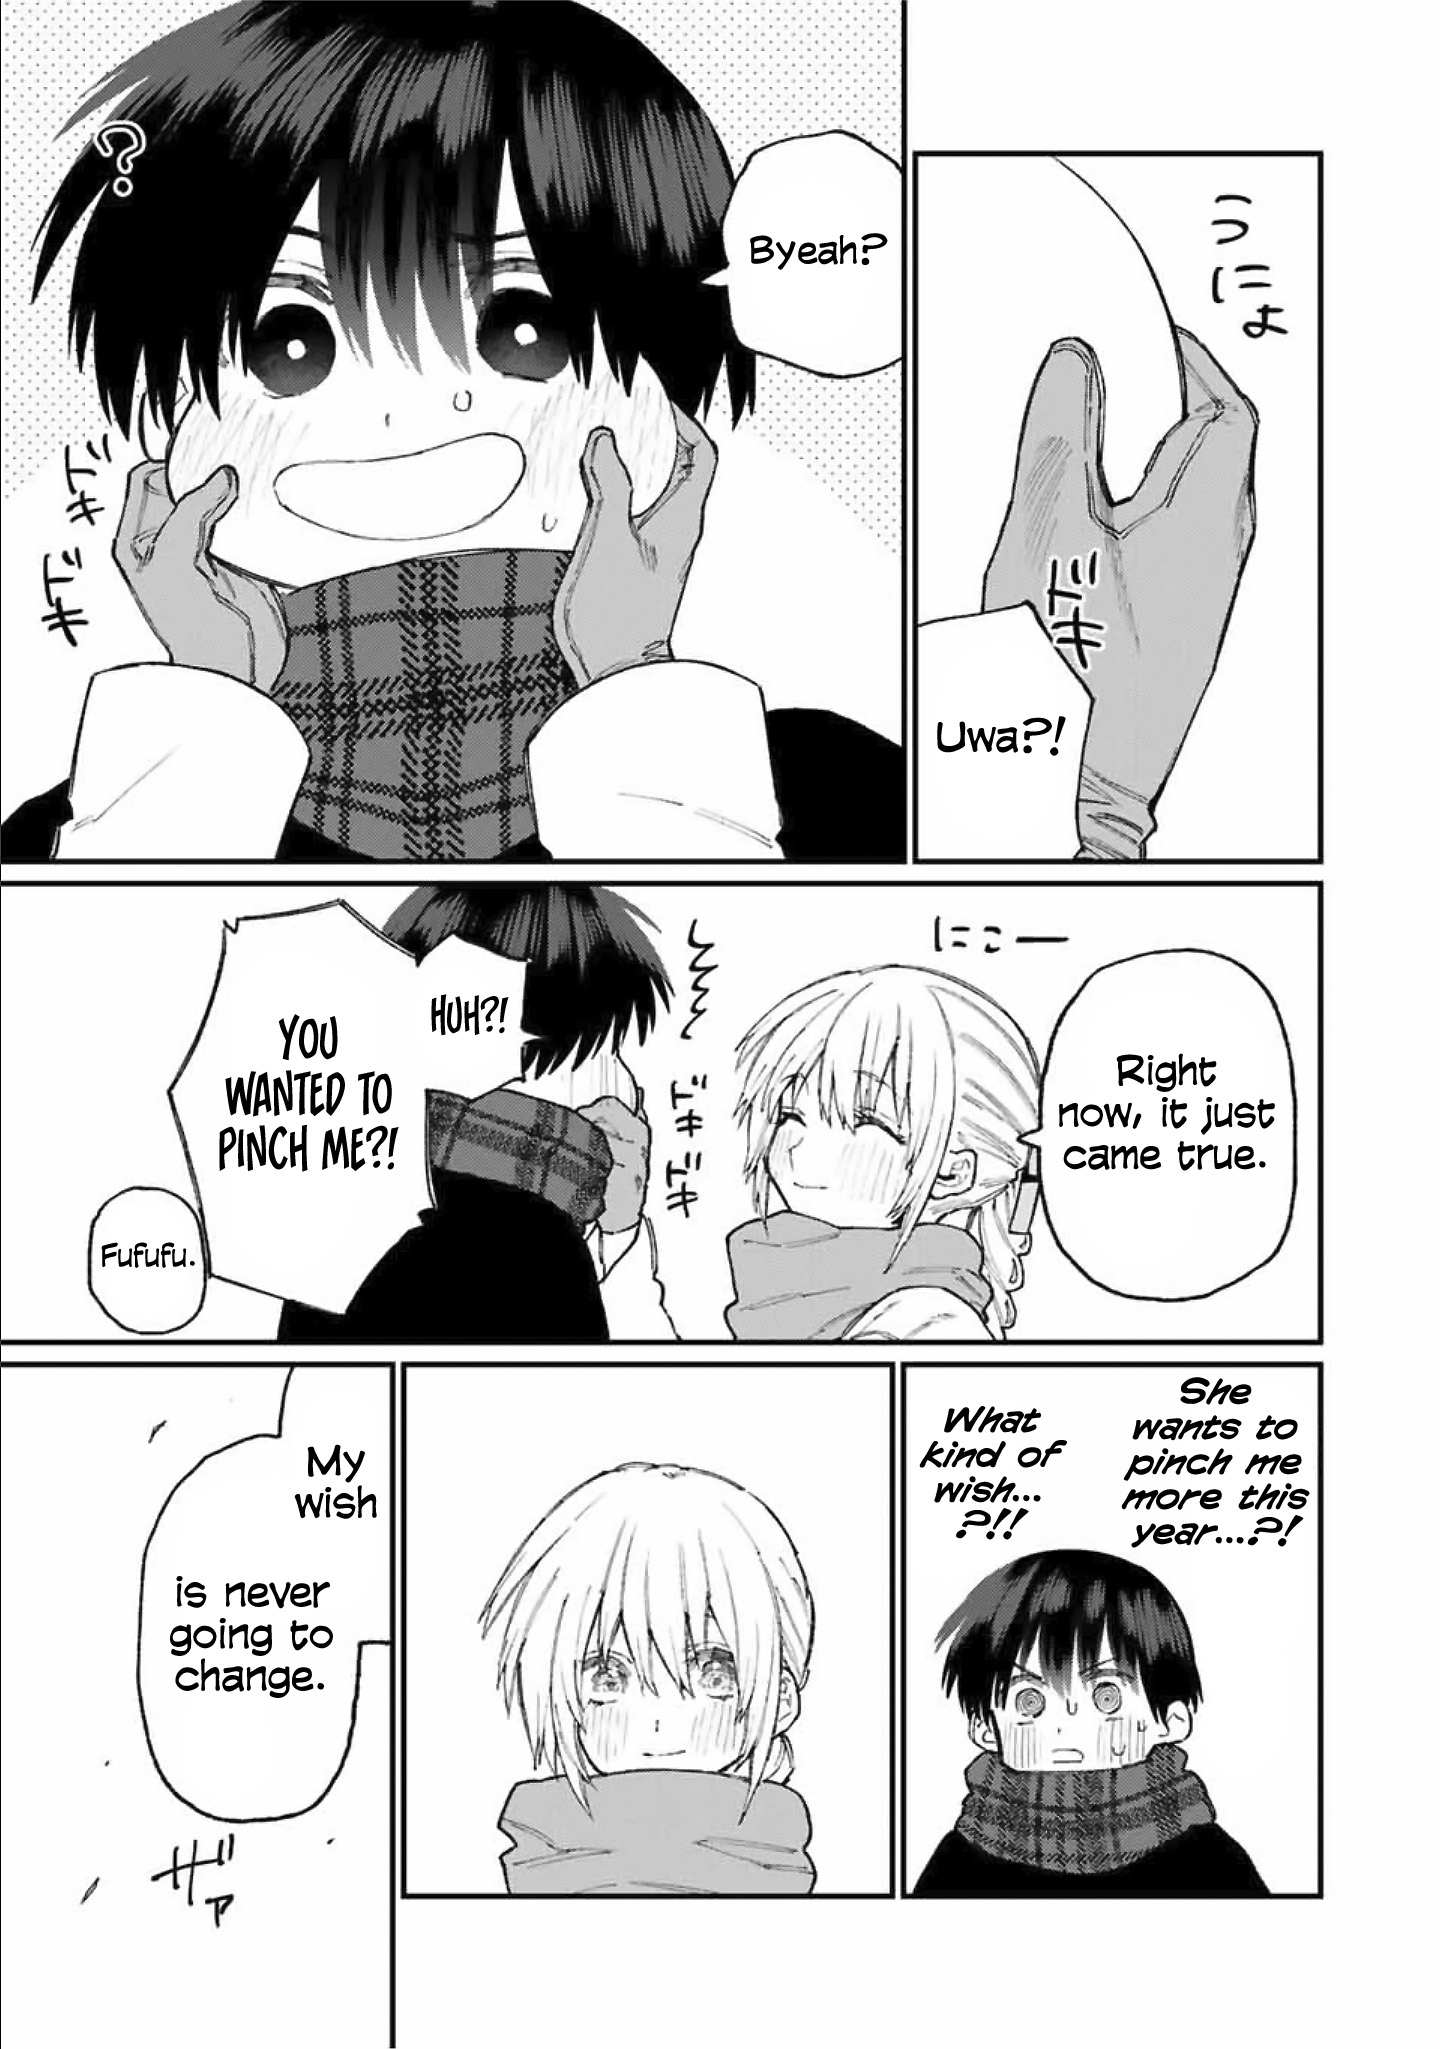 うにょ
ドキ
Uwa?!
Byeah?
?
ドキ
ドキ
にこー
Right
now, it just
came true.
ドキ
ドキ
HUH?!
YOU
WANTED TO
PINCH ME?!
Fufufu.
She
wants to
pinch me
more this
year...?!
What
kind of
wish...
?!!
My
wish
is never
going to
change.
ザァ